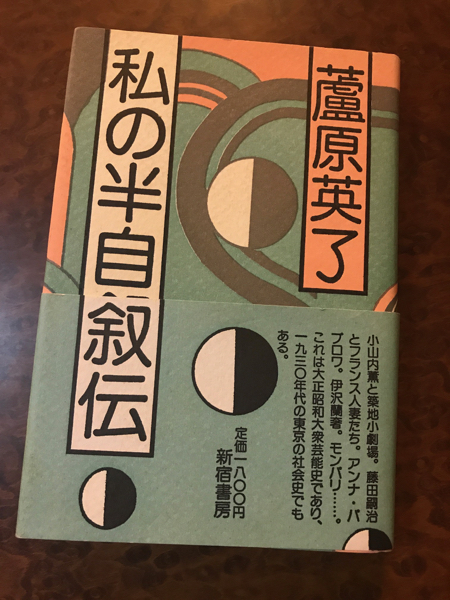 蘆原英了
私の半自叙伝
小山内薫と築地小劇場。藤田嗣治
とフランス人妻たち。アンナ・パ
ブロワ。伊沢蘭奢。モンパリ……。
これは大正昭和大衆芸能史であり、
一九三〇年代の東京の社会史でも
ある。
定価一八〇〇円
新宿書房